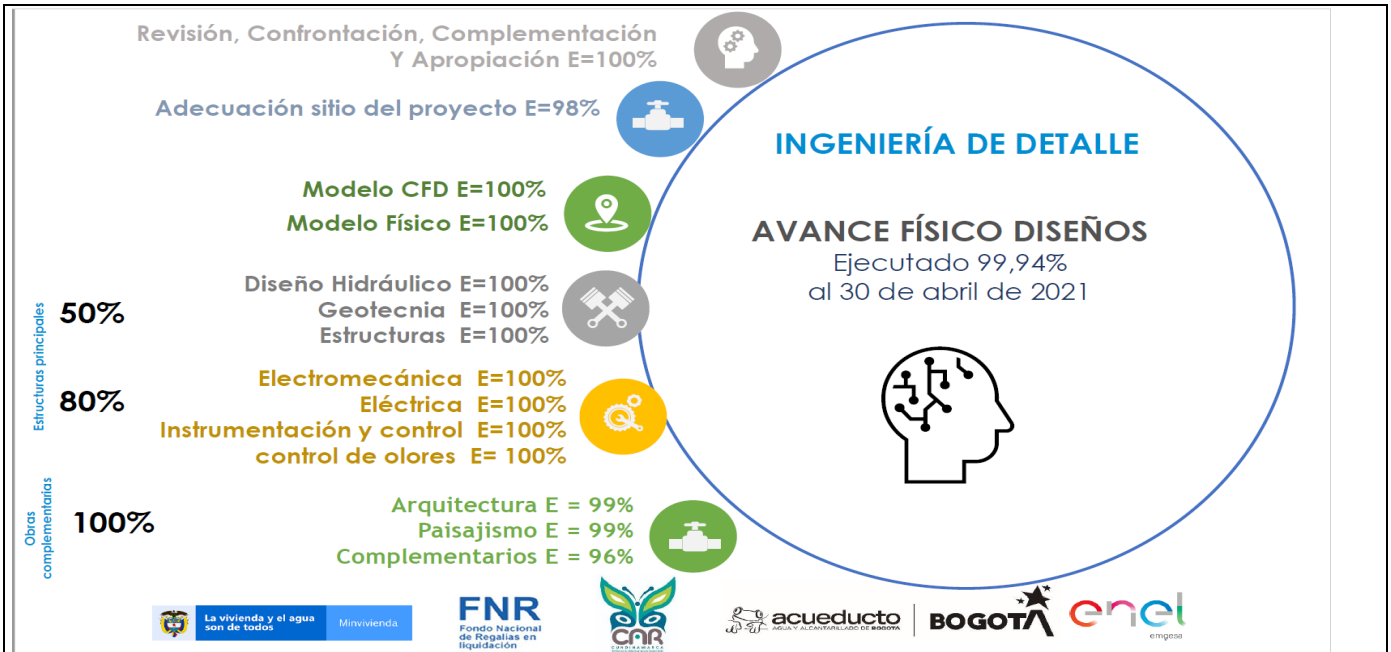 Revisión, Confrontación, Complementación
Y Apropiación E=100%
Adecuación sitio del proyecto E=98%
Modelo CFD E=100%
Modelo Físico E=100%
Diseño Hidráulico E=100%
Geotecnia E=100%
Estructuras E=100%
Electromecánica E=100%
Eléctrica E=100%
Instrumentación y control E=100%
control de olores E= 100%
Arquitectura E = 99%
Paisajismo E = 99%
Complementarios E = 96%
Estructuras principales
50%
80%
Obras
complementarias
100%
INGENIERÍA DE DETALLE
AVANCE FÍSICO DISEÑOS
Ejecutado 99,94%
al 30 de abril de 2021
La vivienda y el agua
son de todos
Minvivienda
FNR
Fondo Nacional
de Regalias en
liquidación
CAR
CUNDINAMARCA
acueducto
AGUA Y ALCANTARILLADO DE BOGOTÁ
BOGOTÁ
enel
emgesa